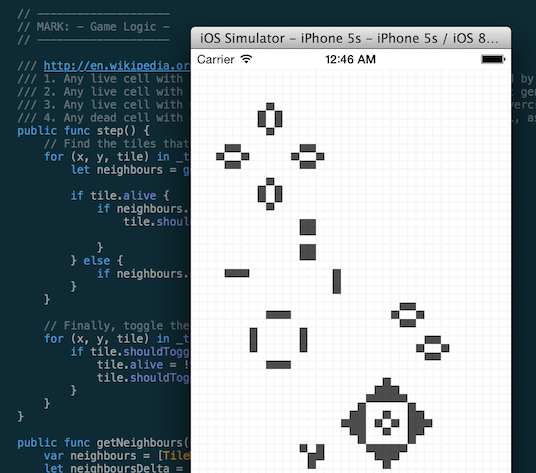 // --------------------
// MARK: - Game Logic -
// --------------------
iOS Simulator - iPhone 5s - iPhone 5s / iOS 8...
Carrer 12:46 AM
/// http://en.wikipedia.or
/// 1. Any live cell with d by
/// 2. Any live cell with t gen
/// 3. Any live cell with
/// 4. Any dead cell with , as
public func step() {
// Find the tiles that
for (x, y, tile) in _t
let neighbours = g
if tile.alive {
if neighbours.
tile.shou
}
} else {
if neighbours.
}
}
// Finally, toggle the
for (x, y, tile) in _t
if tile.shouldTogg
tile.alive = !
tile.shouldTog
}
}
}
public func getNeighbours(
var neighbours = [Tile
let neighboursDelta =